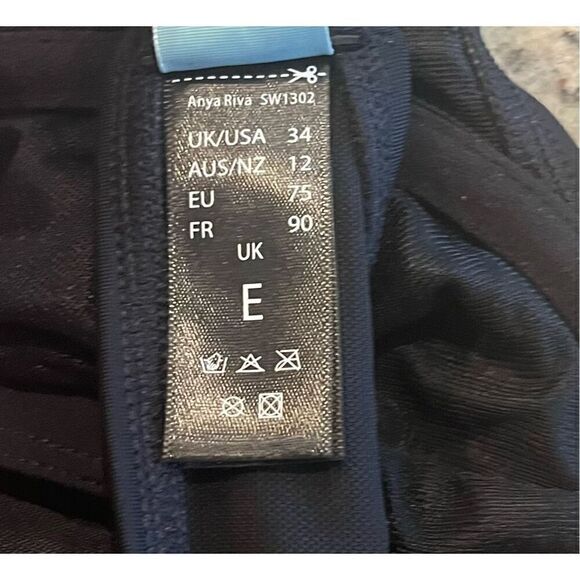 Anya Riva SW1302
UK/USA 34
AUS/NZ 12
EU 75
FR 90
UK
E